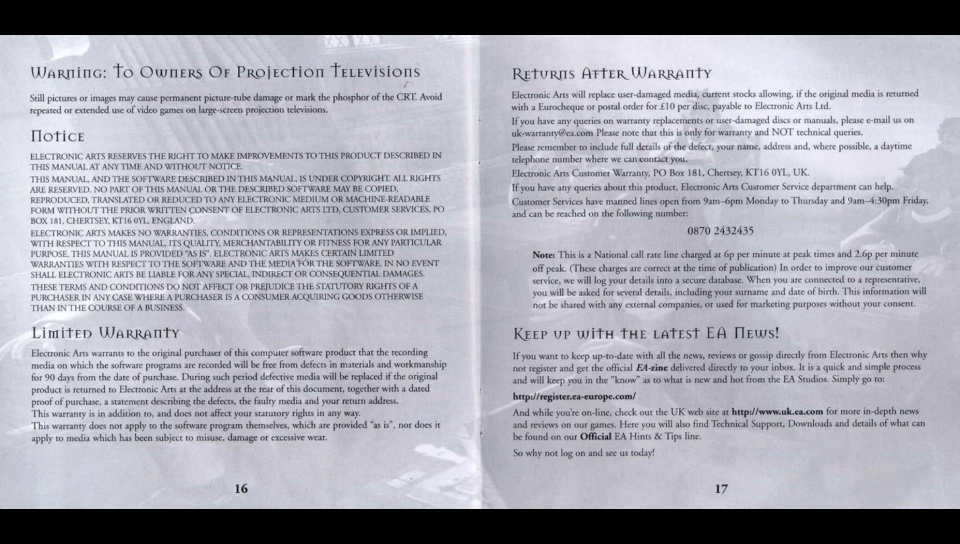 Warning: To Owners Of Projection Televisions
Still pictures or images may cause permanent picture-tube damage or mark the phosphor of the CRT. Avoid
repeated or extended use of video games on large-screen projection televisions.
Notice
ELECTRONIC ARTS RESERVES THE RIGHT TO MAKE IMPROVEMENTS TO THIS PRODUCT DESCRIBED IN
THIS MANUAL AT ANY TIME AND WITHOUT NOTICE.
THIS MANUAL, AND THE SOFTWARE DESCRIBED IN THIS MANUAL, IS UNDER COPYRIGHT. ALL RIGHTS
ARE RESERVED. NO PART OF THIS MANUAL OR THE DESCRIBED SOFTWARE MAY BE COPIED,
REPRODUCED, TRANSLATED OR REDUCED TO ANY ELECTRONIC MEDIUM OR MACHINE-READABLE
FORM WITHOUT THE PRIOR WRITTEN CONSENT OF ELECTRONIC ARTS LTD, CUSTOMER SERVICES, PO
BOX 181, CHERTSEY, KT16 0YL, ENGLAND.
ELECTRONIC ARTS MAKES NO WARRANTIES, CONDITIONS OR REPRESENTATIONS EXPRESS OR IMPLIED,
WITH RESPECT TO THIS MANUAL, ITS QUALITY, MERCHANTABILITY OR FITNESS FOR ANY PARTICULAR
PURPOSE. THIS MANUAL IS PROVIDED "AS IS". ELECTRONIC ARTS MAKES CERTAIN LIMITED
WARRANTIES WITH RESPECT TO THE SOFTWARE AND THE MEDIA FOR THE SOFTWARE. IN NO EVENT
SHALL ELECTRONIC ARTS BE LIABLE FOR ANY SPECIAL, INDIRECT OR CONSEQUENTIAL DAMAGES.
THESE TERMS AND CONDITIONS DO NOT AFFECT OR PREJUDICE THE STATUTORY RIGHTS OF A
PURCHASER IN ANY CASE WHERE A PURCHASER IS A CONSUMER ACQUIRING GOODS OTHERWISE
THAN IN THE COURSE OF A BUSINESS.
Limited Warranty
Electronic Arts warrants to the original purchaser of this computer software product that the recording
media on which the software programs are recorded will be free from defects in materials and workmanship
for 90 days from the date of purchase. During such period defective media will be replaced if the original
product is returned to Electronic Arts at the address at the rear of this document, together with a dated
proof of purchase, a statement describing the defects, the faulty media and your return address.
This warranty is in addition to, and does not affect your statutory rights in any way.
This warranty does not apply to the software program themselves, which are provided "as is", nor does it
apply to media which has been subject to misuse, damage or excessive wear.
16
Returns After Warranty
Electronic Arts will replace user-damaged media, current stocks allowing, if the original media is returned
with a Eurocheque or postal order for £10 per disc, payable to Electronic Arts Ltd.
If you have any queries on warranty replacements or user-damaged discs or manuals, please e-mail us on
uk-warranty@ea.com Please note that this is only for warranty and NOT technical queries.
Please remember to include full details of the defect, your name, address and, where possible, a daytime
telephone number where we can contact you.
Electronic Arts Customer Warranty, PO Box 181, Chertsey, KT16 0YL, UK.
If you have any queries about this product, Electronic Arts Customer Service department can help.
Customer Services have manned lines open from 9am–6pm Monday to Thursday and 9am–4:30pm Friday,
and can be reached on the following number:
0870 2432435
Note: This is a National call rate line charged at 6p per minute at peak times and 2.6p per minute
off peak. (These charges are correct at the time of publication) In order to improve our customer
service, we will log your details into a secure database. When you are connected to a representative,
you will be asked for several details, including your surname and date of birth. This information will
not be shared with any external companies, or used for marketing purposes without your consent.
Keep up with the latest EA News!
If you want to keep up-to-date with all the news, reviews or gossip directly from Electronic Arts then why
not register and get the official EA-zine delivered directly to your inbox. It is a quick and simple process
and will keep you in the "know" as to what is new and hot from the EA Studios. Simply go to:
http://register.ea-europe.com/
And while you're on-line, check out the UK web site at http://www.uk.ea.com for more in-depth news
and reviews on our games. Here you will also find Technical Support, Downloads and details of what can
be found on our Official EA Hints & Tips line.
So why not log on and see us today!
17